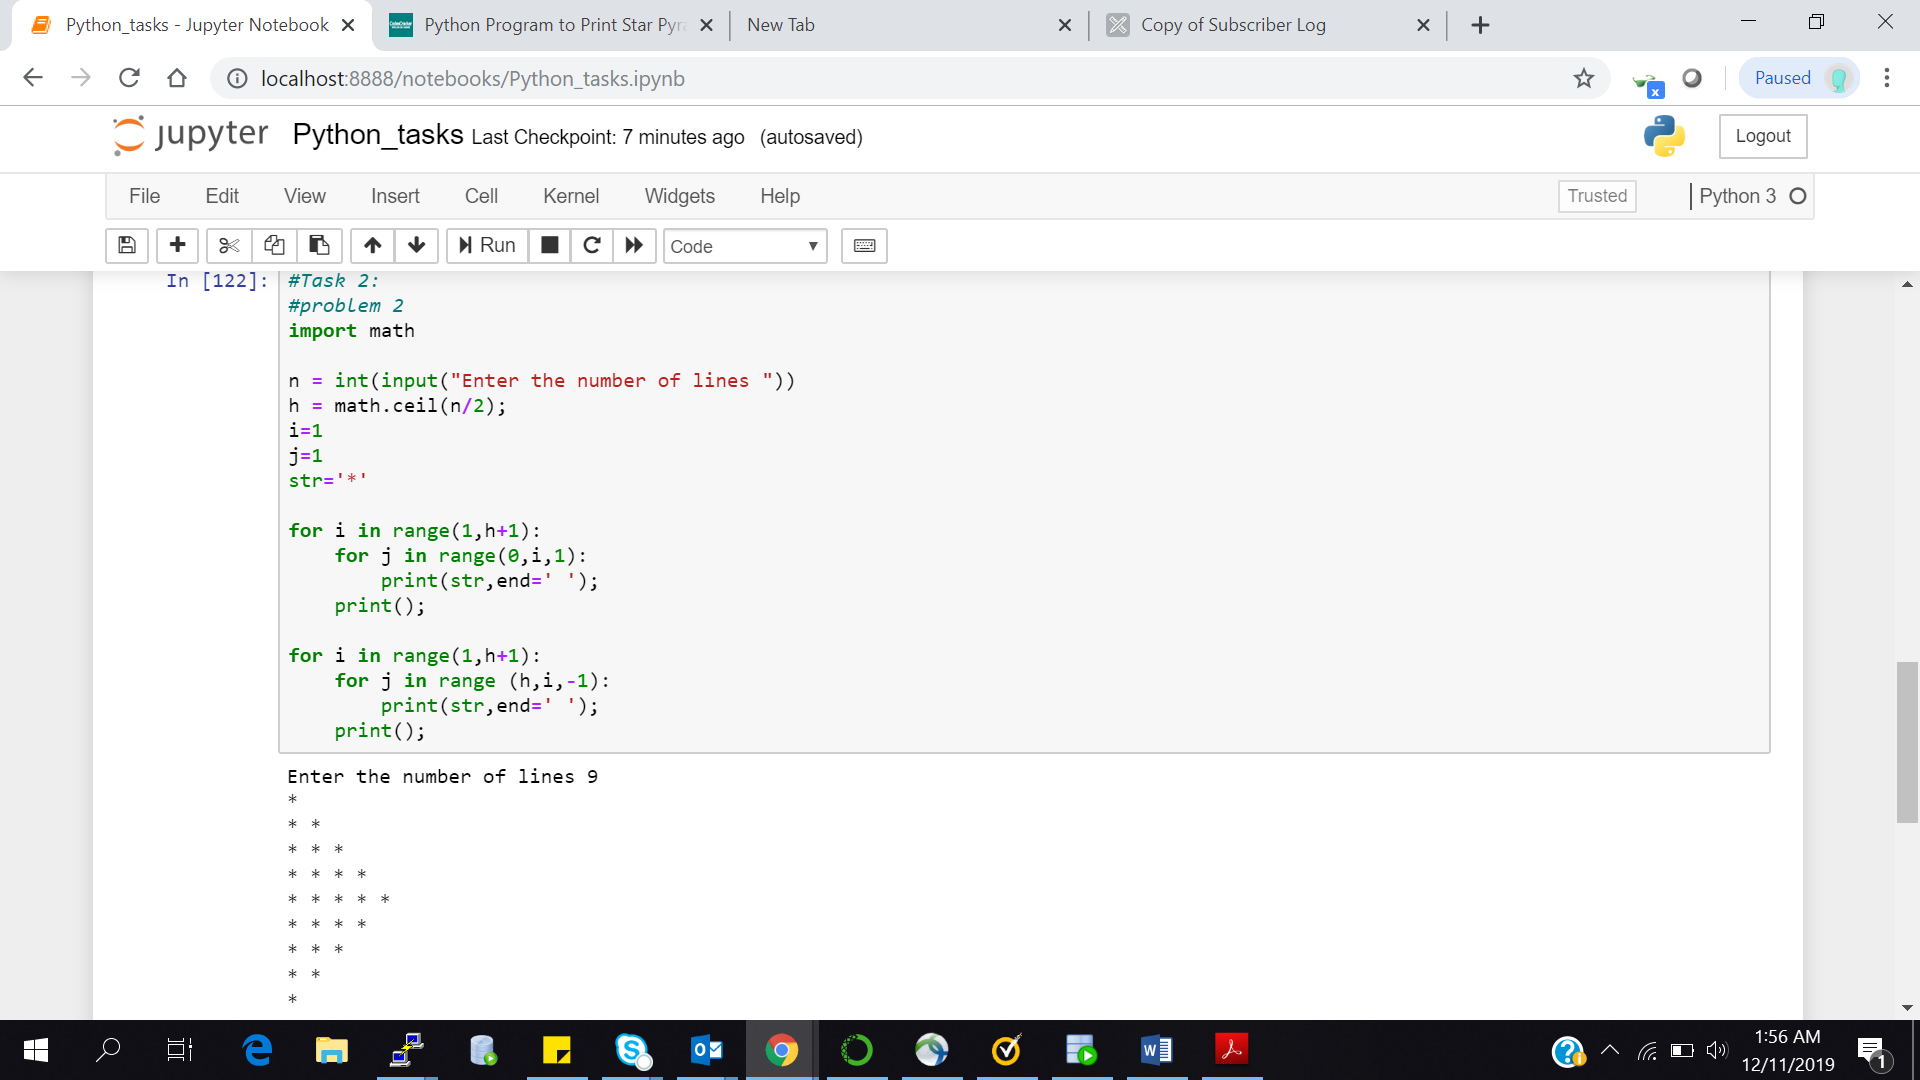 Python_tasks - Jupyter Notebook
Python Program to Print Star Pyra
New Tab
Copy of Subscriber Log
localhost:8888/notebooks/Python_tasks.ipynb
Paused
jupyter Python_tasks Last Checkpoint: 7 minutes ago (autosaved)
Logout
File Edit View Insert Cell Kernel Widgets Help
Trusted
Python 3
Run
Code
In [122]:
#Task 2:
#problem 2
import math

n = int(input("Enter the number of lines "))
h = math.ceil(n/2);
i=1
j=1
str='*'

for i in range(1,h+1):
    for j in range(0,i,1):
        print(str,end=' ');
    print();

for i in range(1,h+1):
    for j in range (h,i,-1):
        print(str,end=' ');
    print();

Enter the number of lines 9
*
* *
* * *
* * * *
* * * * *
* * * *
* * *
* *
*
1:56 AM
12/11/2019
1